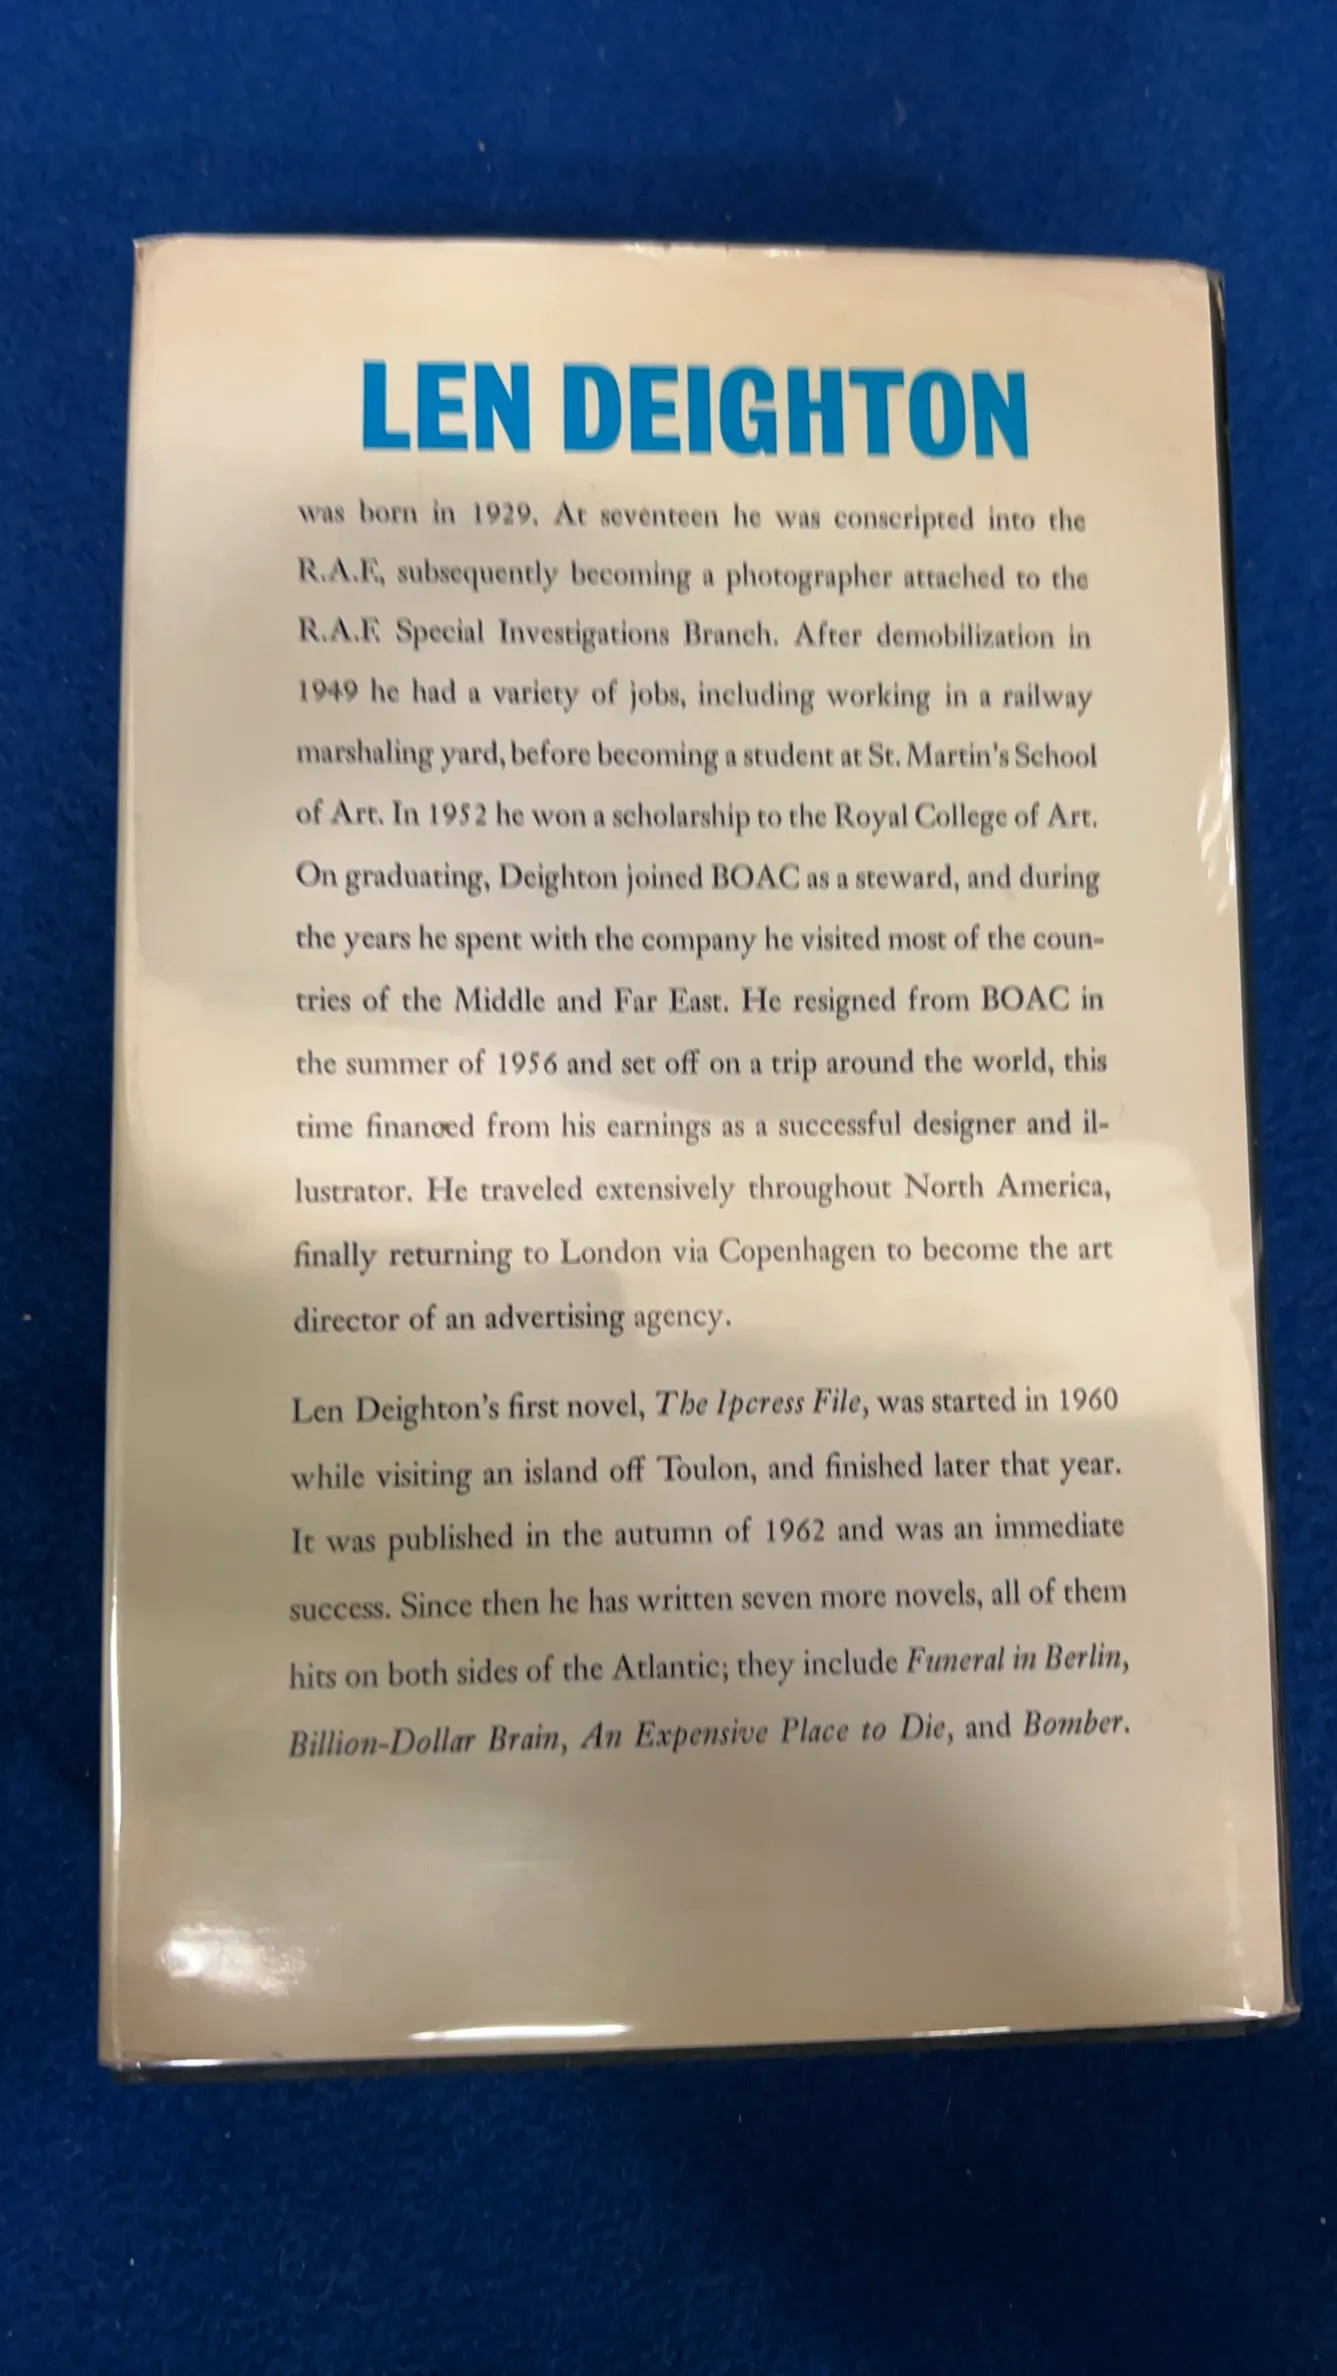 LEN DEIGHTON
was born in 1929. At seventeen he was conscripted into the
R.A.F., subsequently becoming a photographer attached to the
R.A.F. Special Investigations Branch. After demobilization in
1949 he had a variety of jobs, including working in a railway
marshaling yard, before becoming a student at St. Martin's School
of Art. In 1952 he won a scholarship to the Royal College of Art.
On graduating, Deighton joined BOAC as a steward, and during
the years he spent with the company he visited most of the coun-
tries of the Middle and Far East. He resigned from BOAC in
the summer of 1956 and set off on a trip around the world, this
time financed from his earnings as a successful designer and il-
lustrator. He traveled extensively throughout North America,
finally returning to London via Copenhagen to become the art
director of an advertising agency.
Len Deighton's first novel, The Ipcress File, was started in 1960
while visiting an island off Toulon, and finished later that year.
It was published in the autumn of 1962 and was an immediate
success. Since then he has written seven more novels, all of them
hits on both sides of the Atlantic; they include Funeral in Berlin,
Billion-Dollar Brain, An Expensive Place to Die, and Bomber.